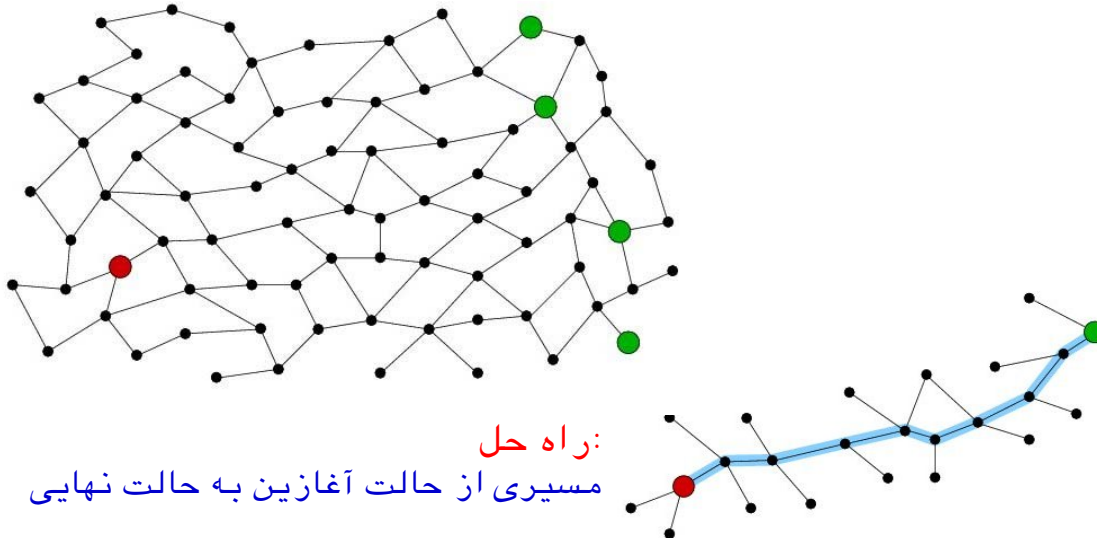 راه حل:
مسیری از حالت آغازین به حالت نهایی